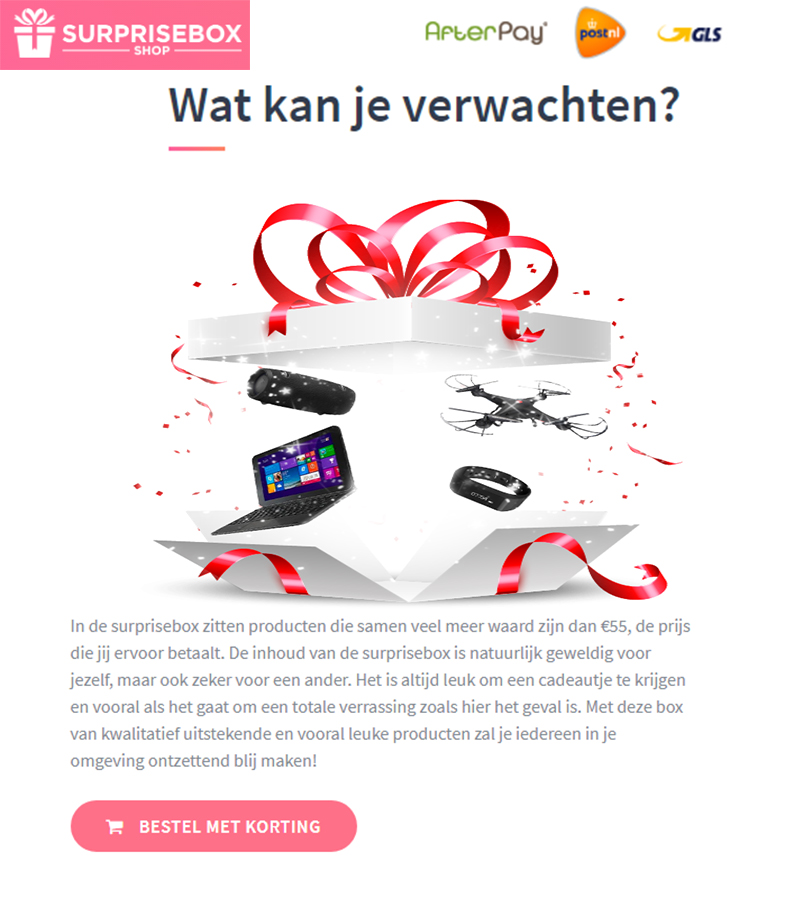 SURPRISEBOX
SHOP
AfterPay
postnl
GLS
Wat kan je verwachten?
In de surprisebox zitten producten die samen veel meer waard zijn dan €55, de prijs
die jij ervoor betaalt. De inhoud van de surprisebox is natuurlijk geweldig voor
jezelf, maar ook zeker voor een ander. Het is altijd leuk om een cadeautje te krijgen
en vooral als het gaat om een totale verrassing zoals hier het geval is. Met deze box
van kwalitatief uitstekende en vooral leuke producten zal je iedereen in je
omgeving ontzettend blij maken!
BESTEL MET KORTING